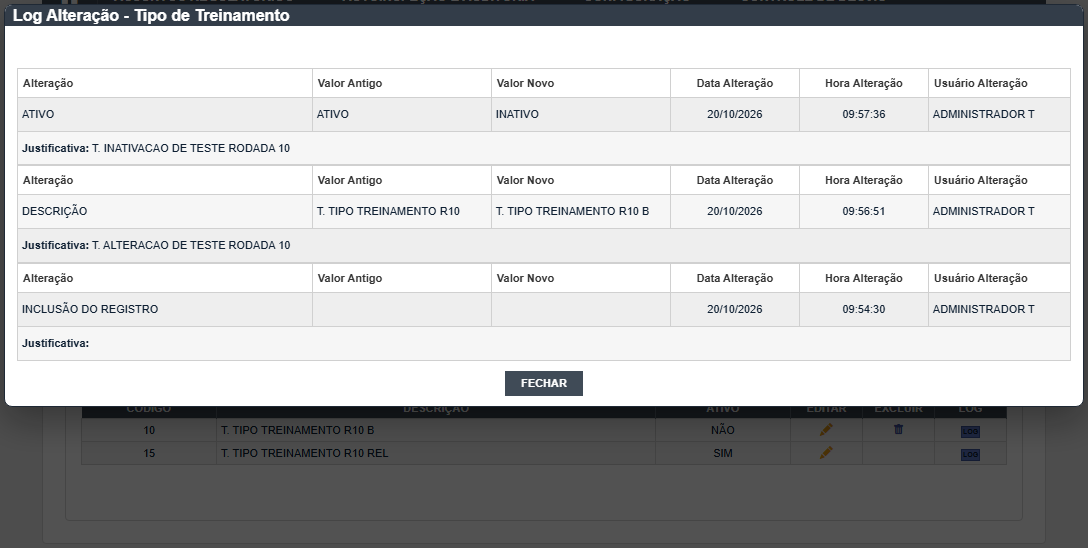 Log Alteração - Tipo de Treinamento
Alteração Valor Antigo Valor Novo Data Alteração Hora Alteração Usuário Alteração
ATIVO ATIVO INATIVO 20/10/2026 09:57:36 ADMINISTRADOR T
Justificativa: T. INATIVACAO DE TESTE RODADA 10
Alteração Valor Antigo Valor Novo Data Alteração Hora Alteração Usuário Alteração
DESCRIÇÃO T. TIPO TREINAMENTO R10 T. TIPO TREINAMENTO R10 B 20/10/2026 09:56:51 ADMINISTRADOR T
Justificativa: T. ALTERACAO DE TESTE RODADA 10
Alteração Valor Antigo Valor Novo Data Alteração Hora Alteração Usuário Alteração
INCLUSÃO DO REGISTRO 20/10/2026 09:54:30 ADMINISTRADOR T
Justificativa:
FECHAR
CÓDIGO DESCRIÇÃO ATIVO EDITAR EXCLUIR LOG
10 T. TIPO TREINAMENTO R10 B NÃO LOG
15 T. TIPO TREINAMENTO R10 REL SIM LOG